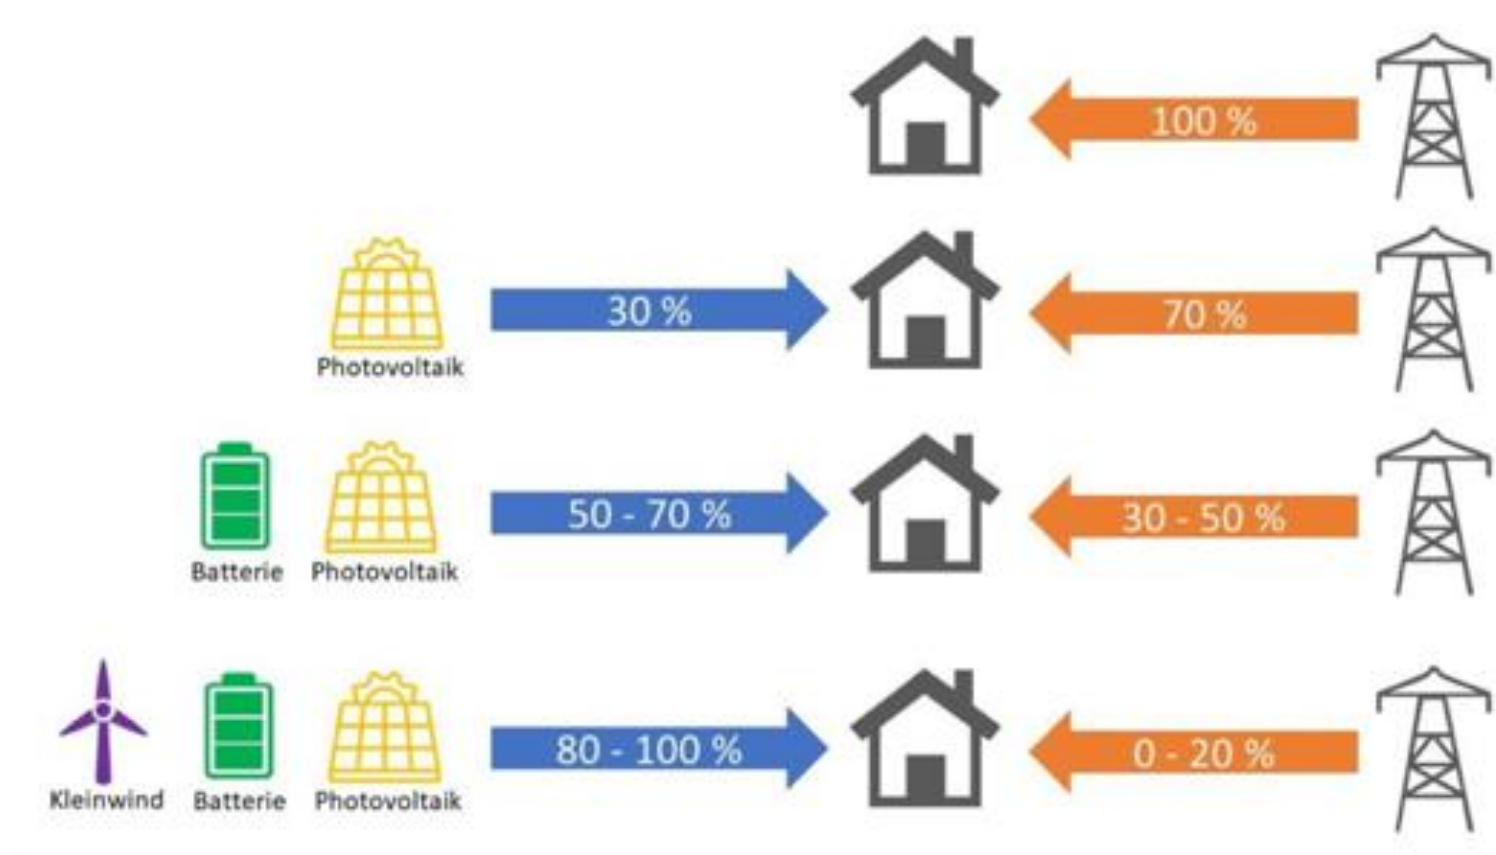 100 %
30 %
70 %
Photovoltaik
50 - 70 %
30 - 50 %
Batterie
Photovoltaik
80 - 100 %
0 - 20 %
Kleinwind
Batterie
Photovoltaik